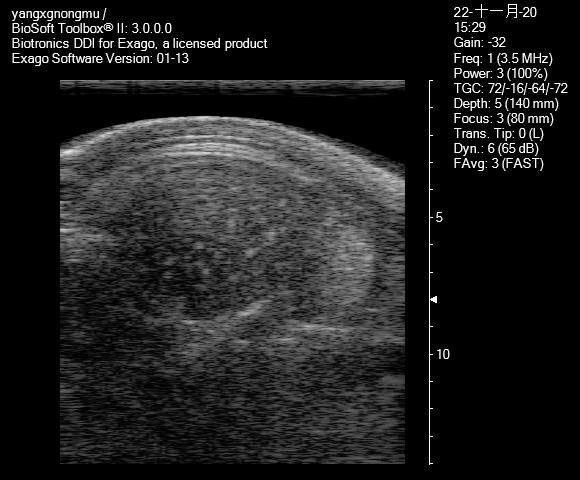 yangxgnongmu /
BioSoft Toolbox® II: 3.0.0.0
Biotronics DDI for Exago, a licensed product
Exago Software Version: 01-13
22-十一月-20
15:29
Gain: -32
Freq: 1 (3.5 MHz)
Power: 3 (100%)
TGC: 72/-16/-64/-72
Depth: 5 (140 mm)
Focus: 3 (80 mm)
Trans. Tip: 0 (L)
Dyn.: 6 (65 dB)
FAvg: 3 (FAST)
5
10